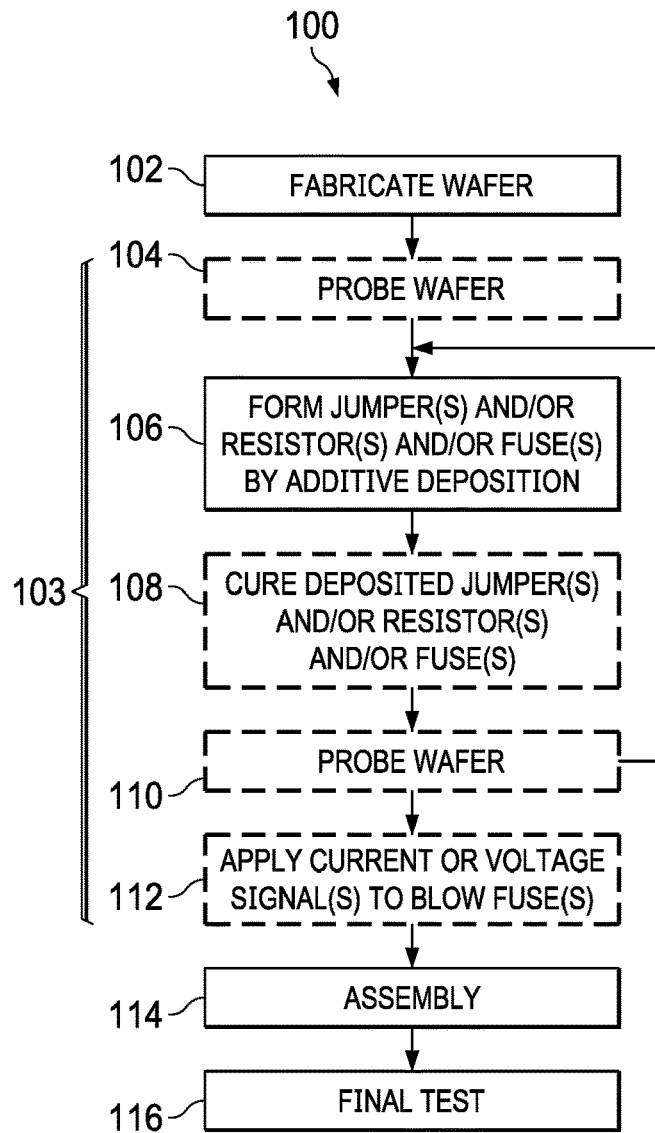 100
102
FABRICATE WAFER
104
PROBE WAFER
106
FORM JUMPER(S) AND/OR
RESISTOR(S) AND/OR FUSE(S)
BY ADDITIVE DEPOSITION
103
108
CURE DEPOSITED JUMPER(S)
AND/OR RESISTOR(S)
AND/OR FUSE(S)
PROBE WAFER
110
APPLY CURRENT OR VOLTAGE
SIGNAL(S) TO BLOW FUSE(S)
112
ASSEMBLY
114
FINAL TEST
116